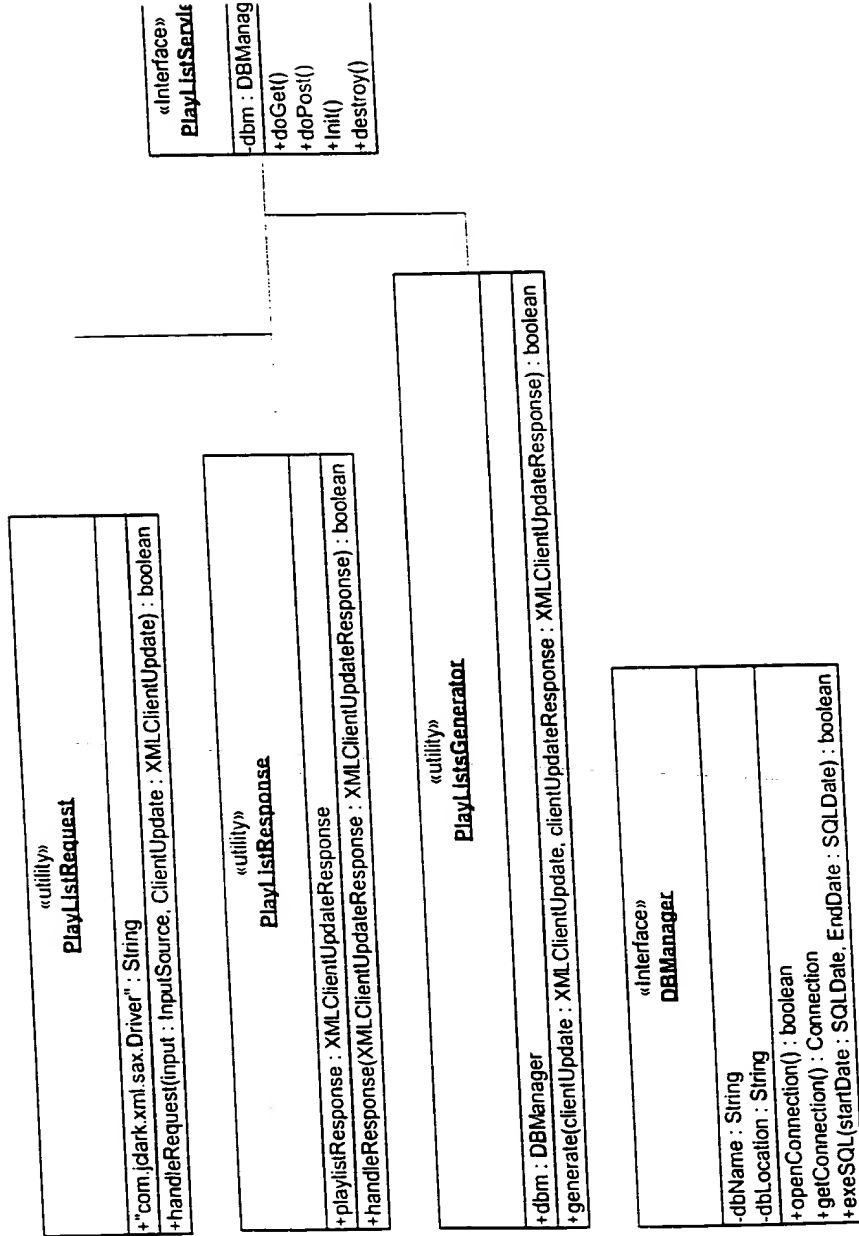 «utility»
PlayListRequest
+"com.jdark.xml.sax.Driver" : String
+handleRequest(input : InputSource, ClientUpdate : XMLClientUpdate) : boolean
«utility»
PlayListResponse
+playlistResponse : XMLClientUpdateResponse
+handleResponse(XMLClientUpdateResponse : XMLClientUpdateResponse) : boolean
«utility»
PlayListsGenerator
+dbm : DBManager
+generate(clientUpdate : XMLClientUpdate, clientUpdateResponse : XMLClientUpdateResponse) : boolean
«Interface»
DBManager
-dbName : String
-dbLocation : String
+openConnection() : boolean
+getConnection() : Connection
+exeSQL(startDate : SQLDate, EndDate : SQLDate) : boolean
«Interface»
PlayListServle
-dbm : DBManag
+doGet()
+doPost()
+Init()
+destroy()